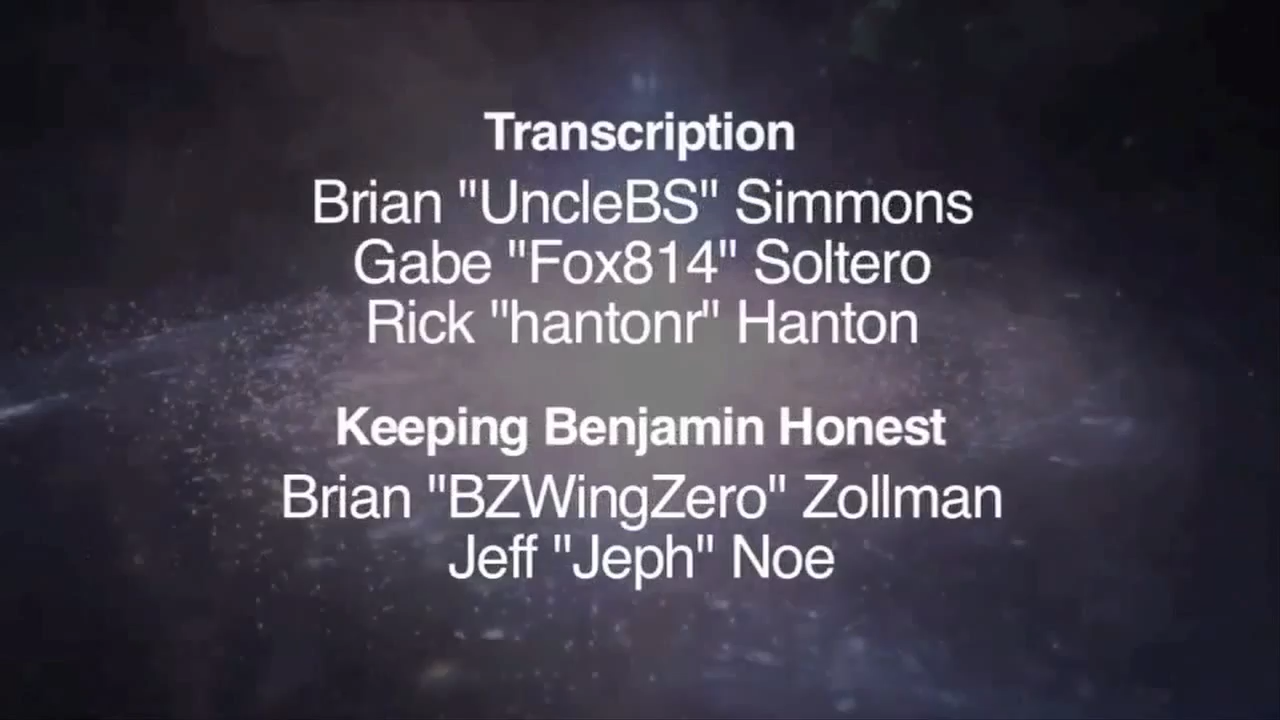 Transcription
Brian "UncleBS" Simmons
Gabe "Fox814" Soltero
Rick "hantonr" Hanton
Keeping Benjamin Honest
Brian "BZWingZero" Zollman
Jeff "Jeph" Noe